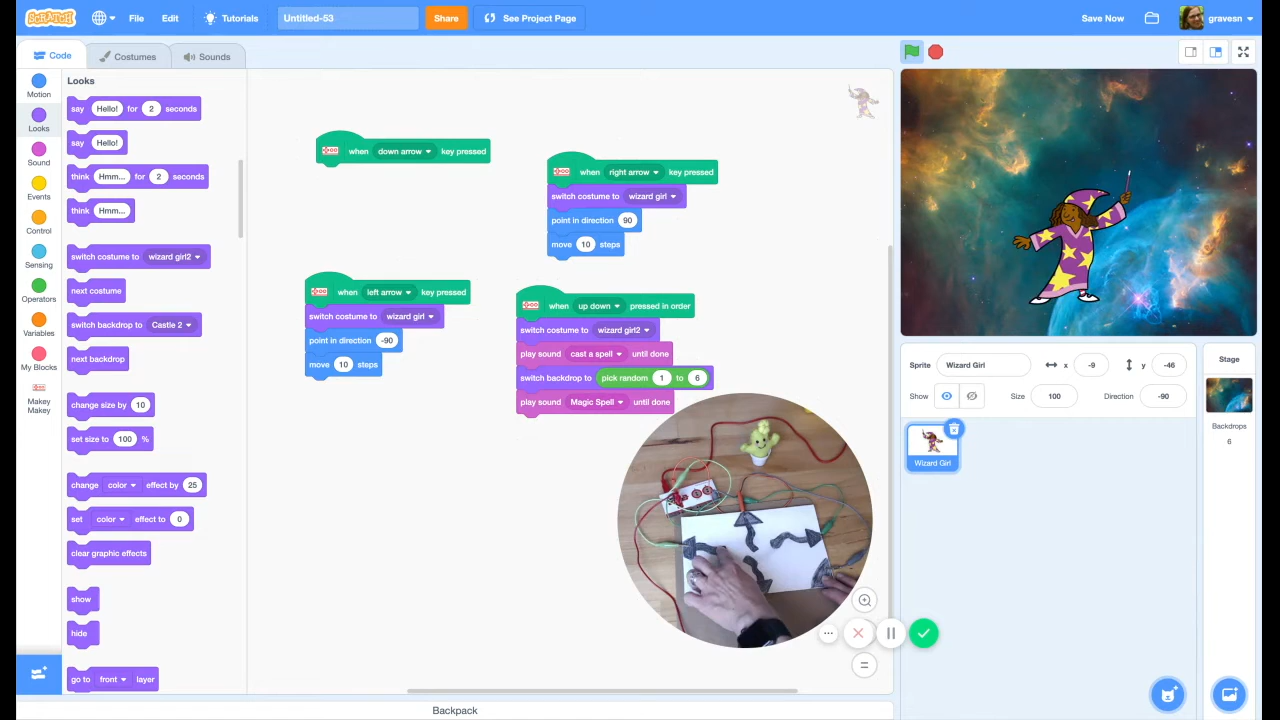 SCRATCH
File
Edit
Tutorials
Untitled-53
Share
See Project Page
Save Now
gravesn
Code
Costumes
Sounds
Motion
Looks
Sound
Events
Control
Sensing
Operators
Variables
My Blocks
Makey
Makey
Looks
say Hello! for 2 seconds
say Hello!
think Hmm... for 2 seconds
think Hmm...
switch costume to wizard girl2
next costume
switch backdrop to Castle 2
next backdrop
change size by 10
set size to 100 %
change color effect by 25
set color effect to 0
clear graphic effects
show
hide
go to front layer
when down arrow key pressed
when right arrow key pressed
switch costume to wizard girl
point in direction 90
move 10 steps
when left arrow key pressed
switch costume to wizard girl
point in direction -90
move 10 steps
when up down pressed in order
switch costume to wizard girl2
play sound cast a spell until done
switch backdrop to pick random 1 to 6
play sound Magic Spell until done
Sprite Wizard Girl
x -9
y -46
Show
Size 100
Direction -90
Wizard Girl
Stage
Backdrops
6
Backpack